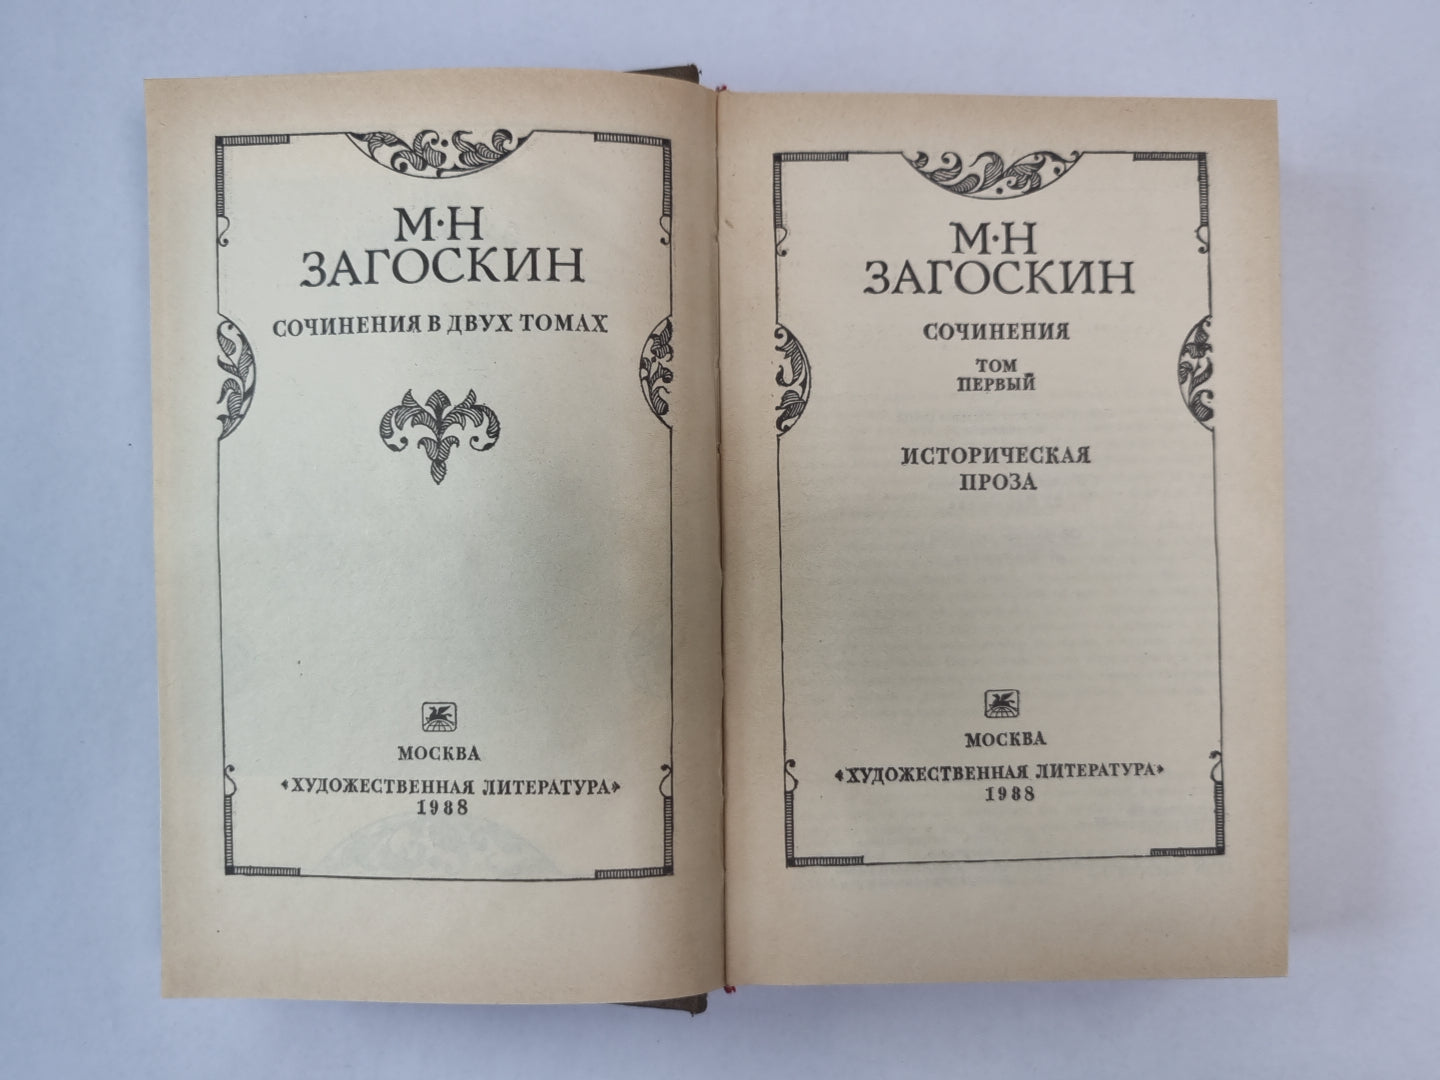 М·Н
ЗАГОСКИН
СОЧИНЕНИЯ В ДВУХ ТОМАХ
МОСКВА
«ХУДОЖЕСТВЕННАЯ ЛИТЕРАТУРА»
1988
М·Н
ЗАГОСКИН
СОЧИНЕНИЯ
ТОМ
ПЕРВЫЙ
ИСТОРИЧЕСКАЯ
ПРОЗА
МОСКВА
«ХУДОЖЕСТВЕННАЯ ЛИТЕРАТУРА»
1988